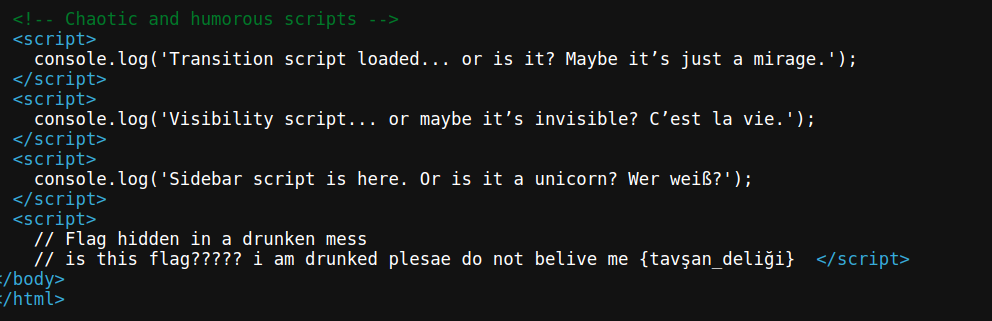 <!-- Chaotic and humorous scripts -->
<script>
console.log('Transition script loaded... or is it? Maybe it’s just a mirage.');
</script>
<script>
console.log('Visibility script... or maybe it’s invisible? C’est la vie.');
</script>
<script>
console.log('Sidebar script is here. Or is it a unicorn? Wer weiß?');
</script>
<script>
// Flag hidden in a drunken mess
// is this flag????? i am drunked plesae do not belive me {tavşan_deliği}  </script>
</body>
</html>